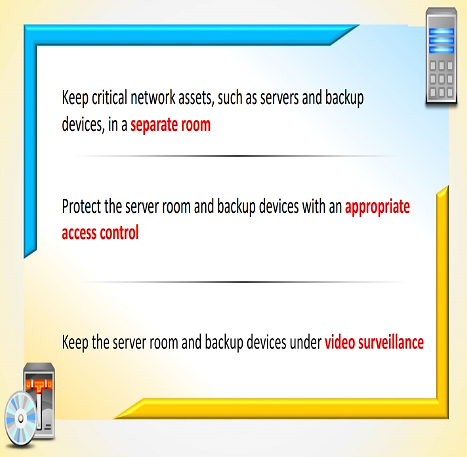 Keep critical network assets, such as servers and backup
devices, in a separate room
Protect the server room and backup devices with an appropriate
access control
Keep the server room and backup devices under video surveillance